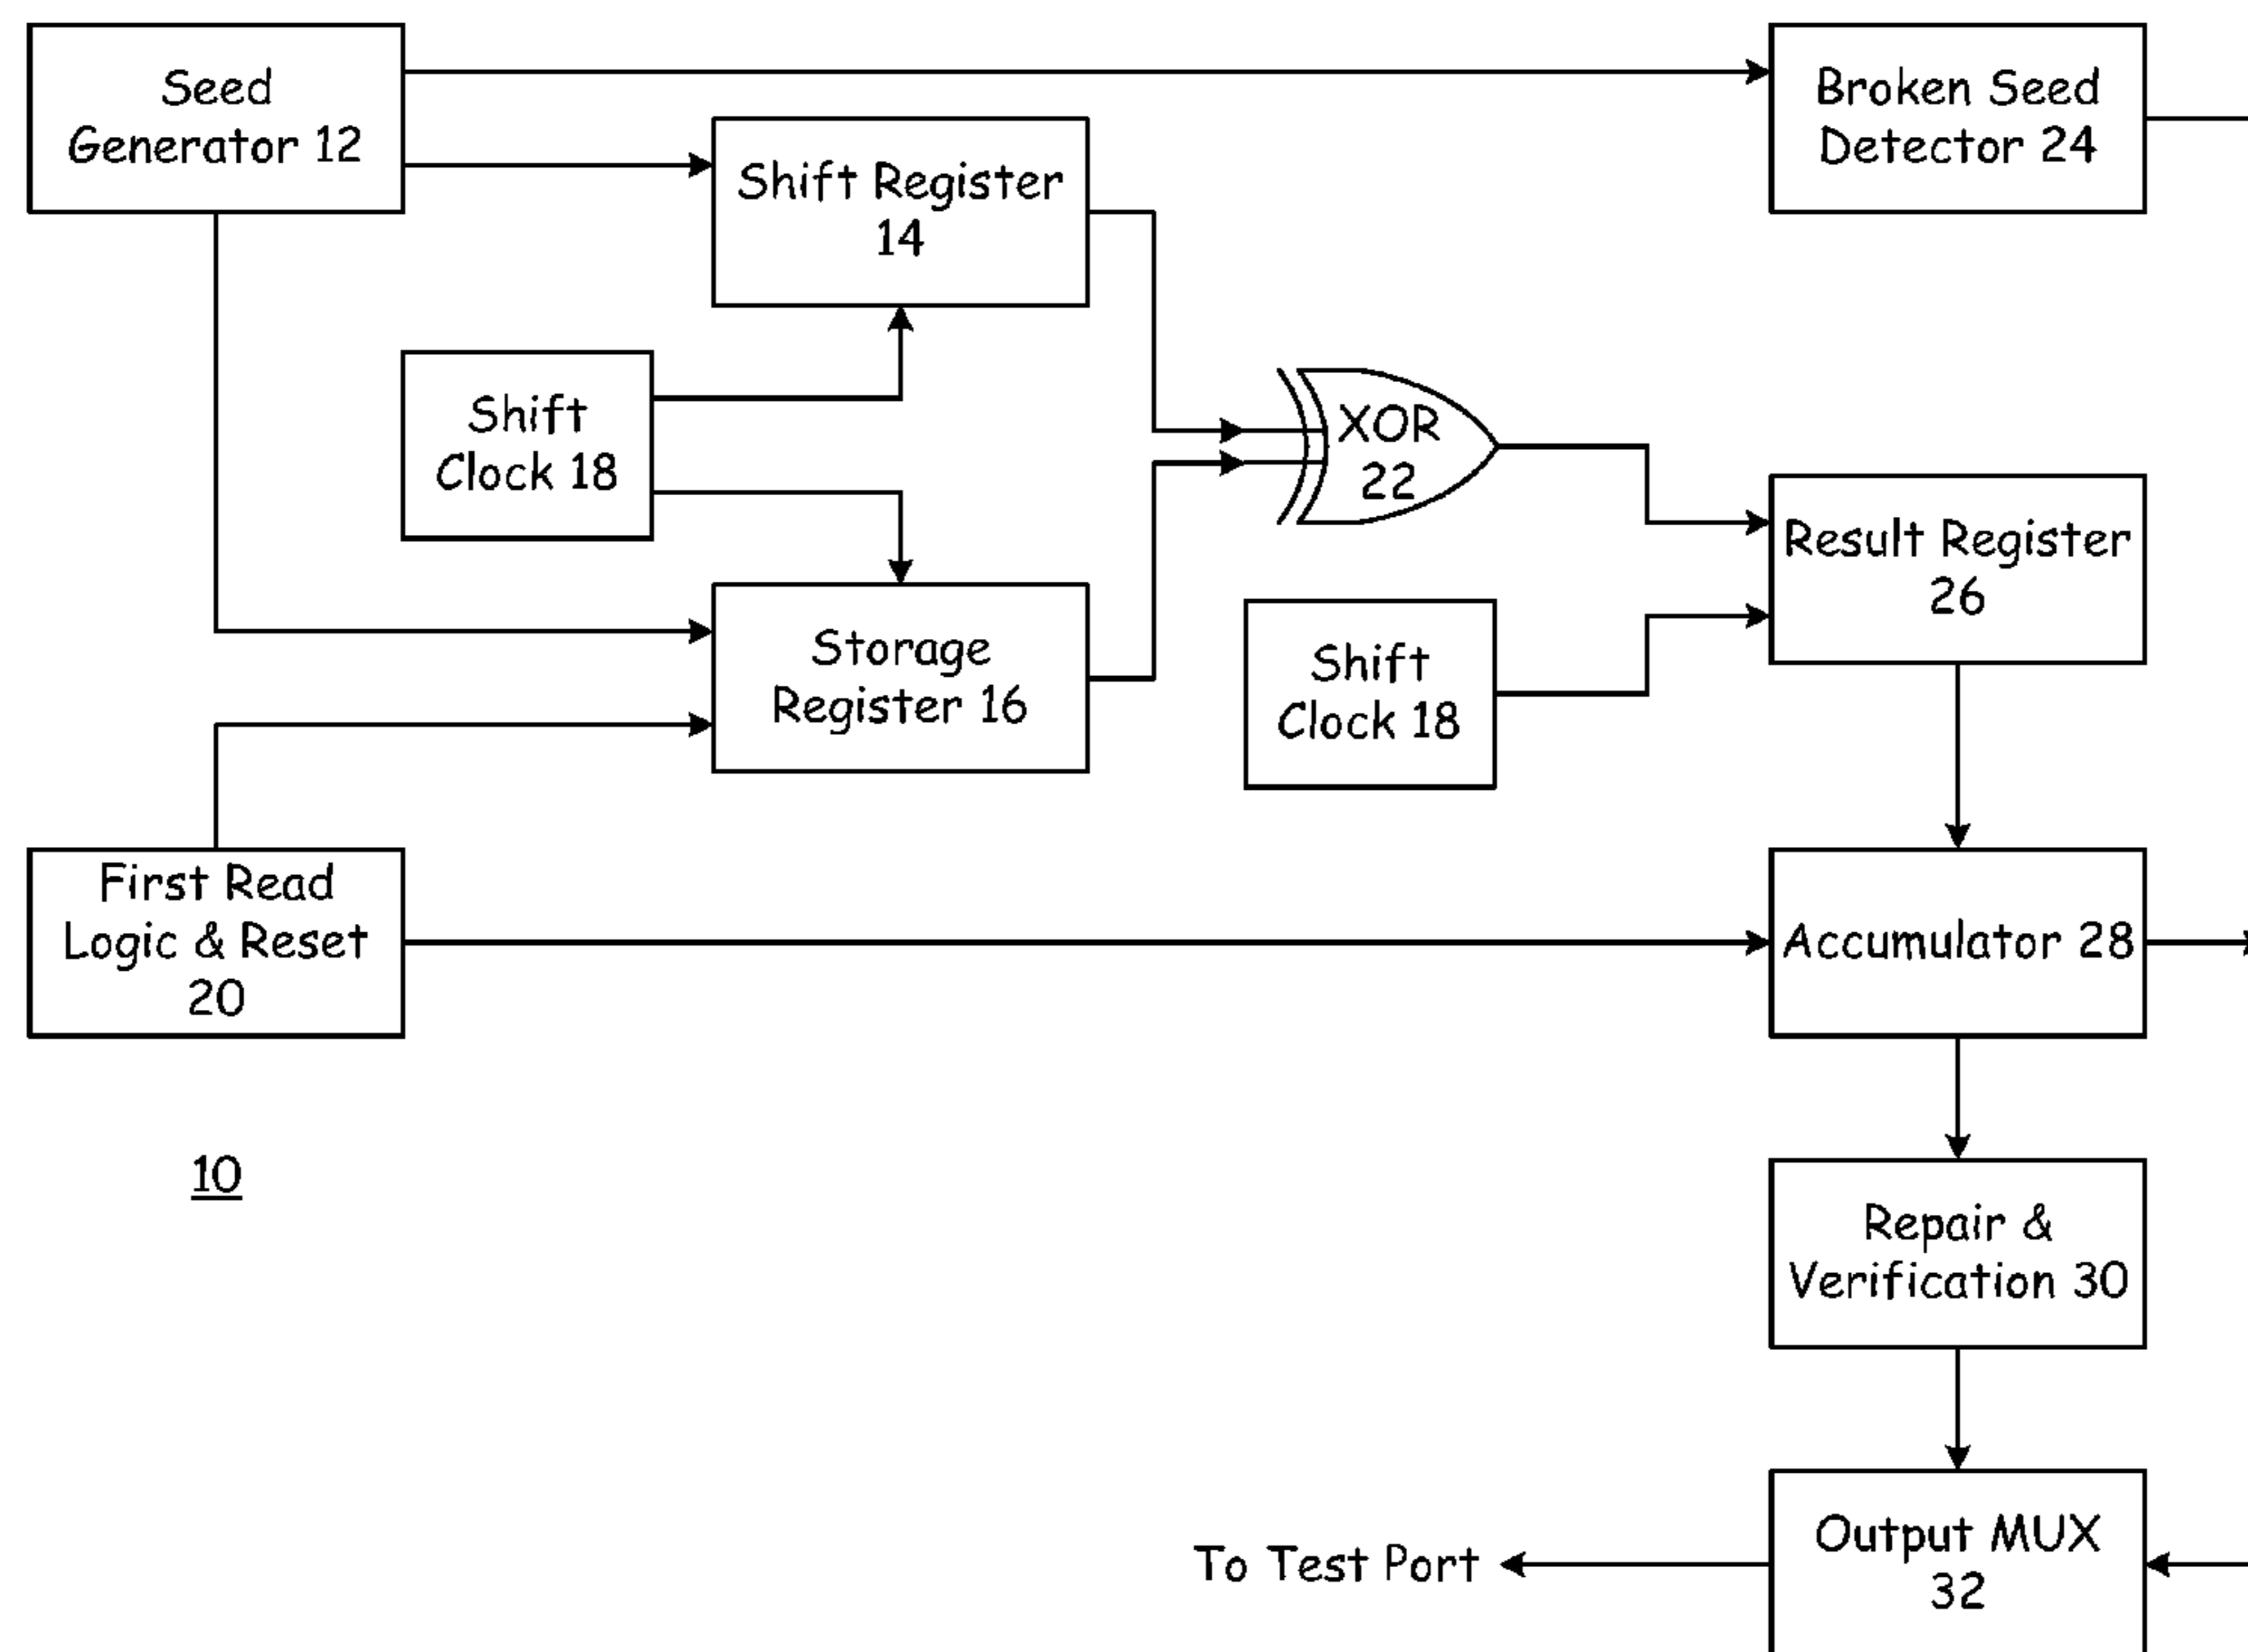 Seed
Generator 12
Broken Seed
Detector 24
Shift Register
14
Shift
Clock 18
XOR
22
Result Register
26
Storage
Register 16
Shift
Clock 18
First Read
Logic & Reset
20
Accumulator 28
10
Repair &
Verification 30
Output MUX
32
To Test Port